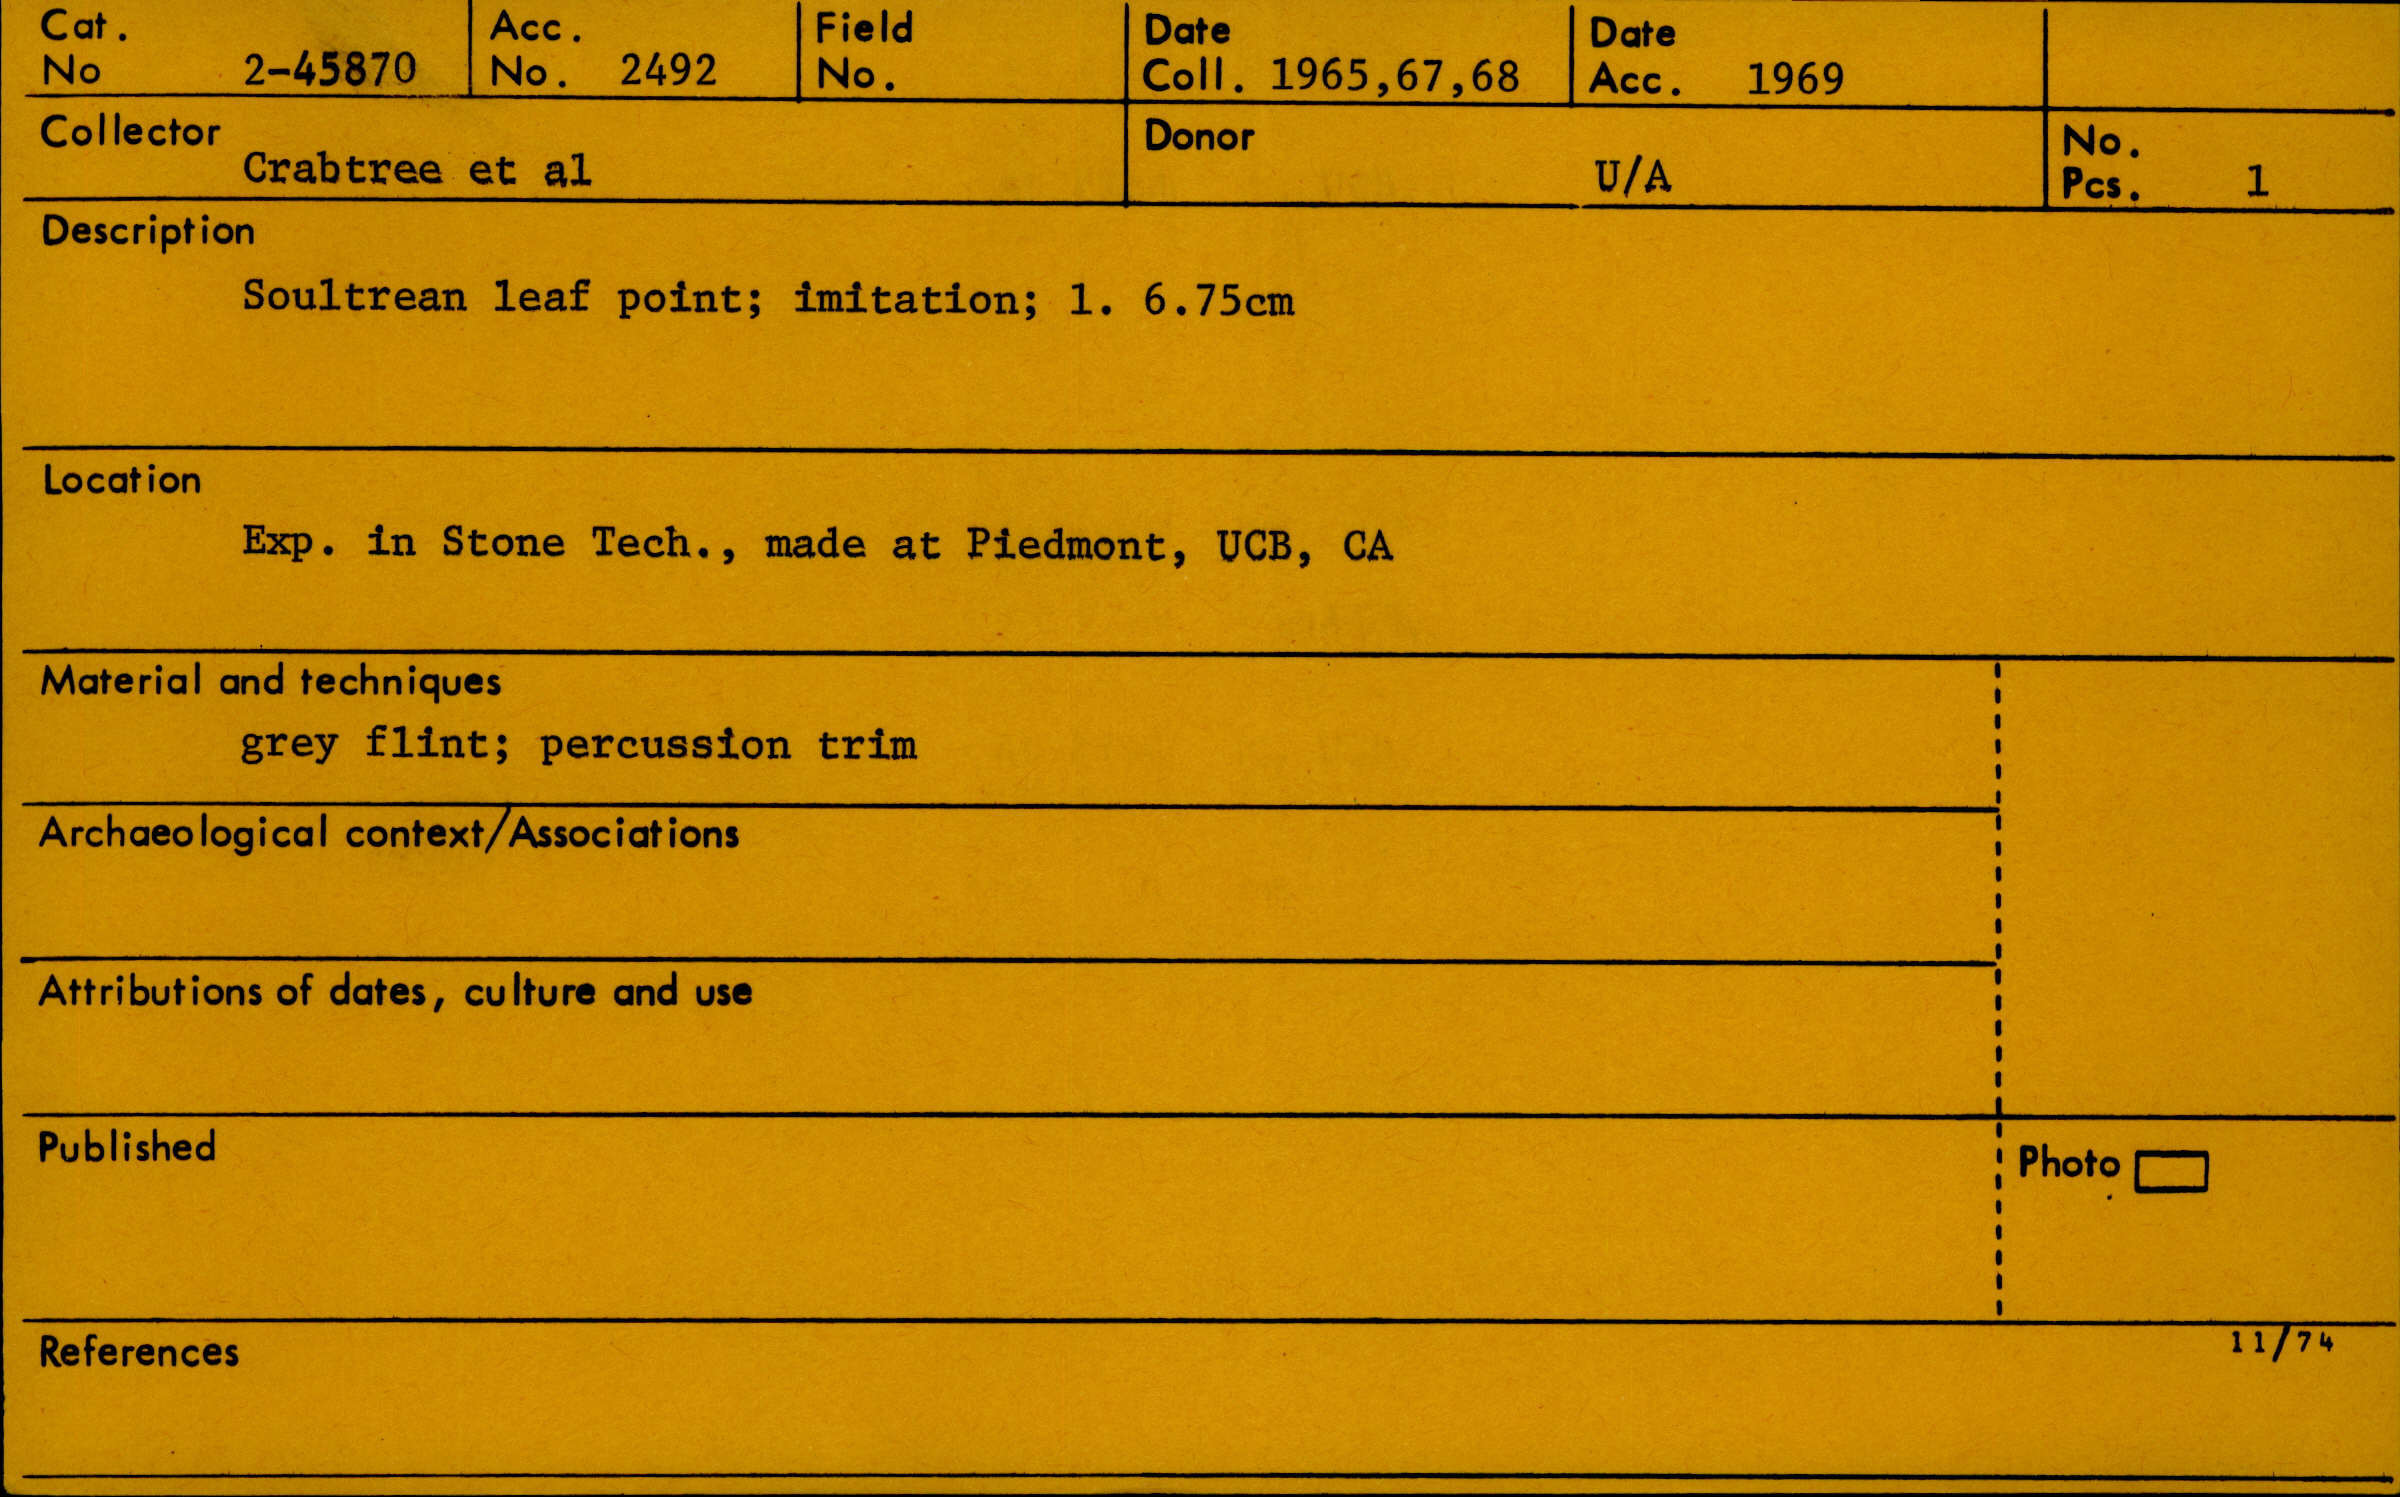 Cat. No 2-45870
Acc. No. 2492
Field No.
Date Coll. 1965,67,68
Date Acc. 1969
Collector
Crabtree et al
Donor
U/A
No. Pcs. 1
Description
Soultrean leaf point; imitation; l. 6.75cm
Location
Exp. in Stone Tech., made at Piedmont, UCB, CA
Material and techniques
grey flint; percussion trim
Archaeological context/Associations
Attributions of dates, culture and use
Published
Photo
References
11/74